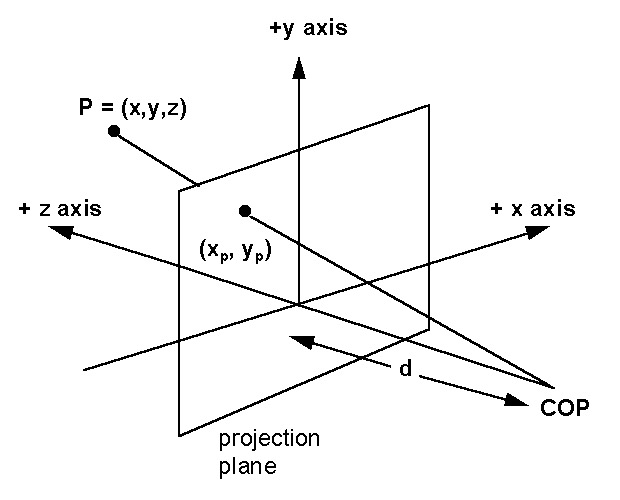 +y axis
P = (x,y,z)
+ z axis
+ x axis
(xp, yp)
d
COP
projection
plane